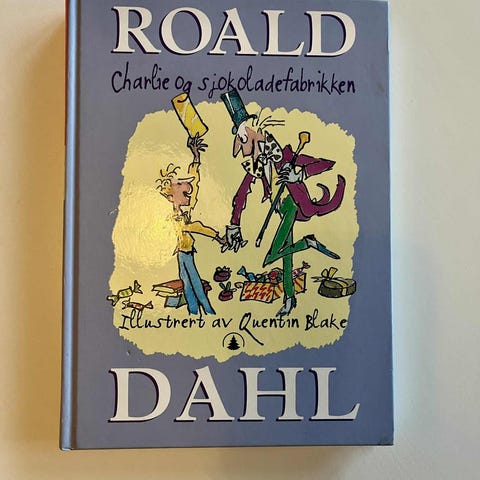 ROALD
Charlie og sjokoladefabrikken
Illustrert av Quentin Blake
DAHL